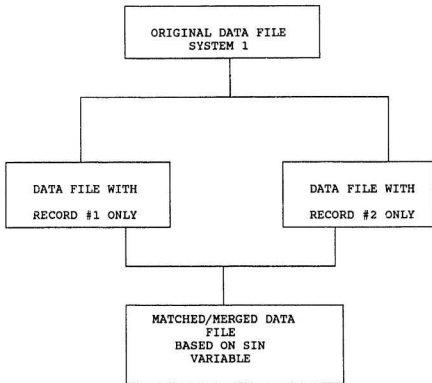 ORIGINAL DATA FILE
SYSTEM 1
DATA FILE WITH
RECORD #1 ONLY
DATA FILE WITH
RECORD #2 ONLY
MATCHED/MERGED DATA
FILE
BASED ON SIN
VARIABLE